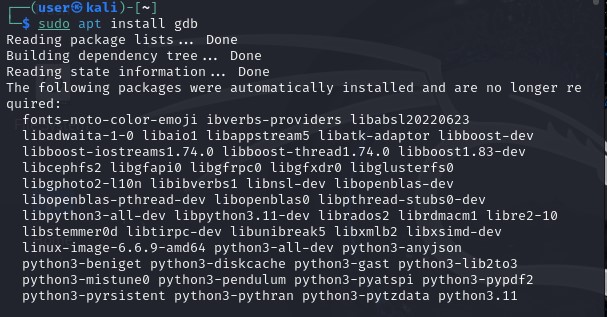 ┌──(user㉿kali)-[~]
└─$ sudo apt install gdb
Reading package lists... Done
Building dependency tree... Done
Reading state information... Done
The following packages were automatically installed and are no longer re
quired:
  fonts-noto-color-emoji ibverbs-providers libabsl20220623
  libadwaita-1-0 libaio1 libappstream5 libatk-adaptor libboost-dev
  libboost-iostreams1.74.0 libboost-thread1.74.0 libboost1.83-dev
  libcephfs2 libgfapi0 libgfrpc0 libgfxdr0 libglusterfs0
  libgphoto2-l10n libibverbs1 libnsl-dev libopenblas-dev
  libopenblas-pthread-dev libopenblas0 libpthread-stubs0-dev
  libpython3-all-dev libpython3.11-dev librados2 librdmacm1 libre2-10
  libstemmer0d libtirpc-dev libunibreak5 libxmlb2 libxsimd-dev
  linux-image-6.6.9-amd64 python3-all-dev python3-anyjson
  python3-beniget python3-diskcache python3-gast python3-lib2to3
  python3-mistune0 python3-pendulum python3-pyatspi python3-pypdf2
  python3-pyrsistent python3-pythran python3-pytzdata python3.11